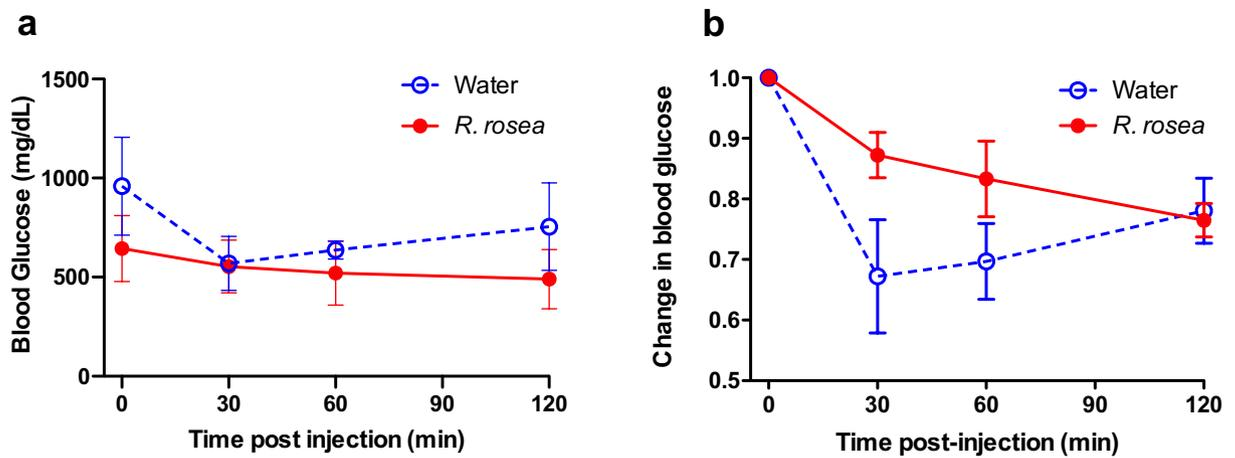 a
1500
1000
500
0
Blood Glucose (mg/dL)
Water
R. rosea
0 30 60 90 120
Time post injection (min)
b
1.0
0.9
0.8
0.7
0.6
0.5
Change in blood glucose
Water
R. rosea
0 30 60 90 120
Time post-injection (min)